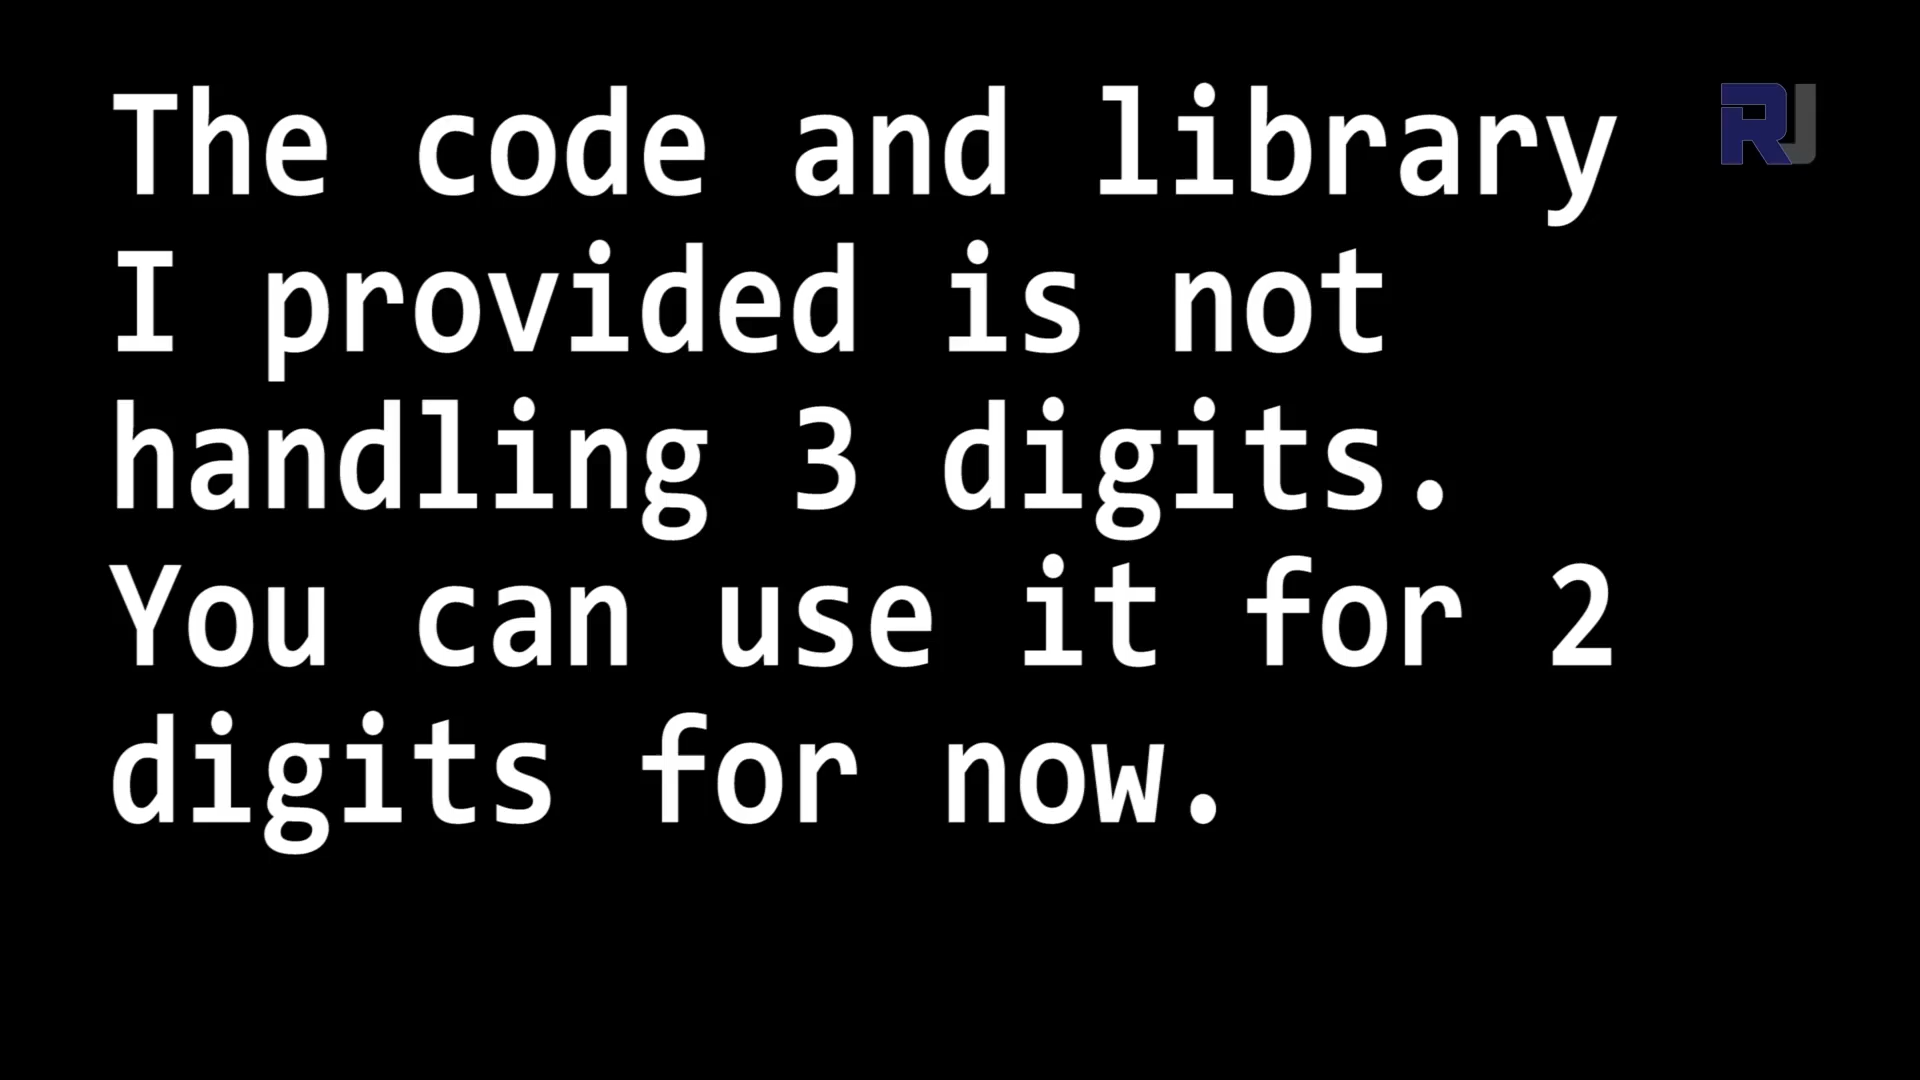 The code and library
I provided is not
handling 3 digits.
You can use it for 2
digits for now.
RJ